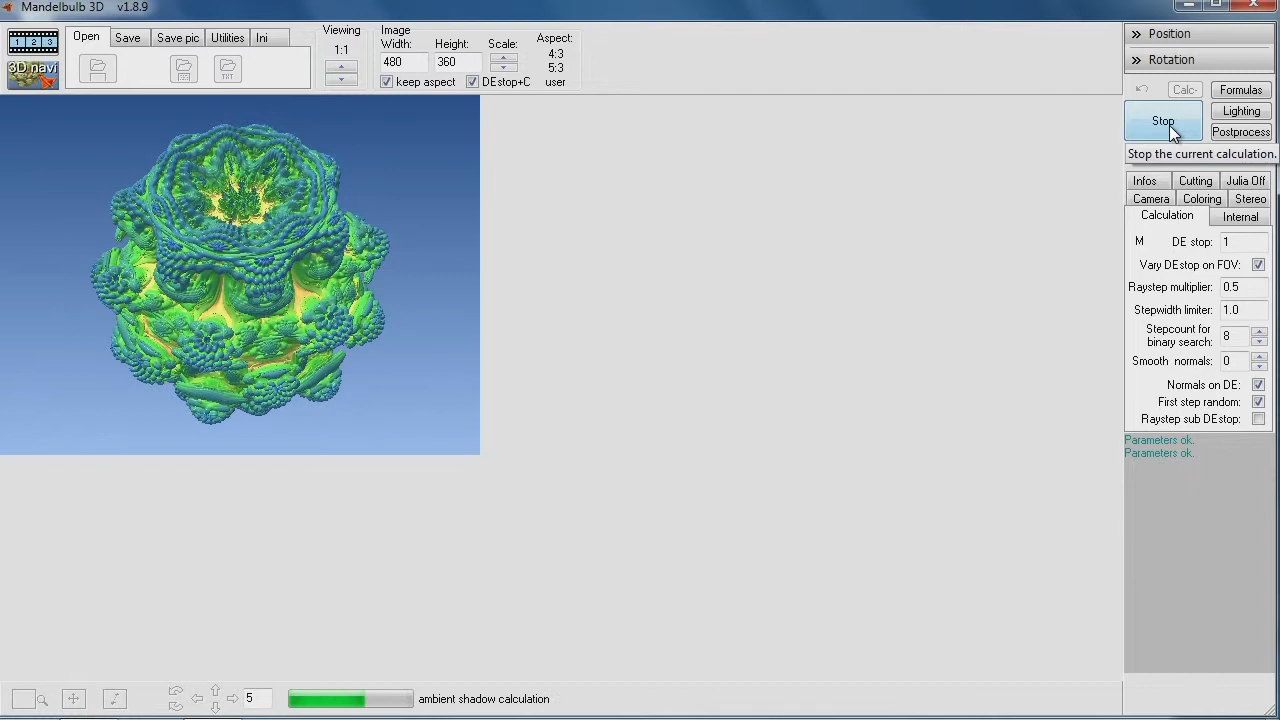 Mandelbulb 3D v1.8.9
1 2 3
3D navi
Open Save Save pic Utilities Ini
TXT
Viewing
1:1
Image
Width: Height: Scale:
480 360
keep aspect DEstop+C
Aspect:
4:3
5:3
user
Position
Rotation
Calc- Formulas
Stop Lighting
Postprocess
Stop the current calculation.
Infos Cutting Julia Off
Camera Coloring Stereo
Calculation Internal
M DE stop: 1
Vary DEstop on FOV:
Raystep multiplier: 0.5
Stepwidth limiter: 1.0
Stepcount for
binary search: 8
Smooth normals: 0
Normals on DE:
First step random:
Raystep sub DEstop:
Parameters ok.
Parameters ok.
5 ambient shadow calculation